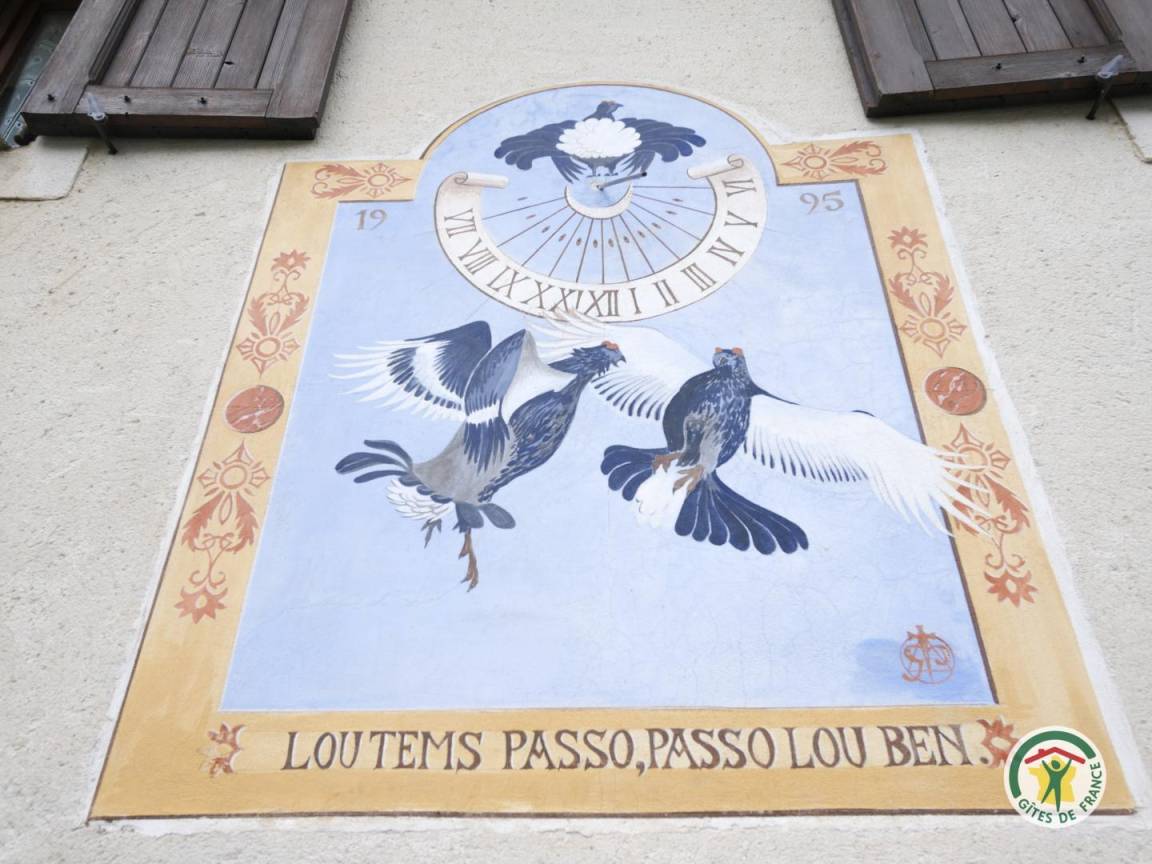 19 95
VII VIII IX X XI XII I II III IV V VI
LOU TEMS PASSO, PASSO LOU BEN.
GÎTES DE FRANCE